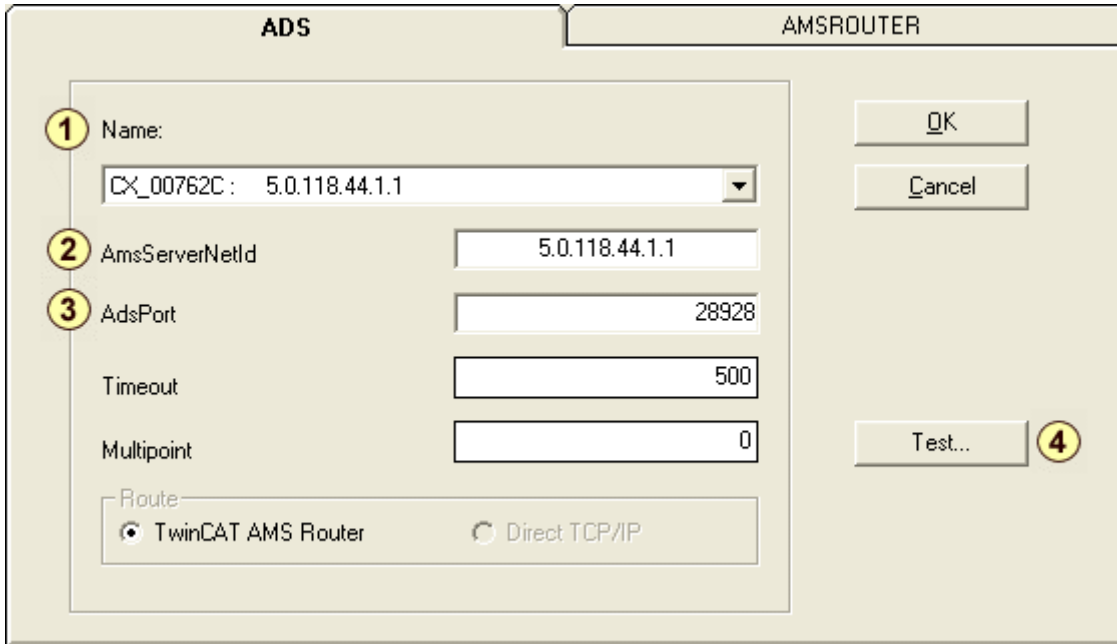 ADS
AMSROUTER
1 Name:
OK
CX_00762C : 5.0.118.44.1.1
Cancel
2 AmsServerNetId 5.0.118.44.1.1
3 AdsPort 28928
Timeout 500
Multipoint 0
Test... 4
Route
TwinCAT AMS Router Direct TCP/IP